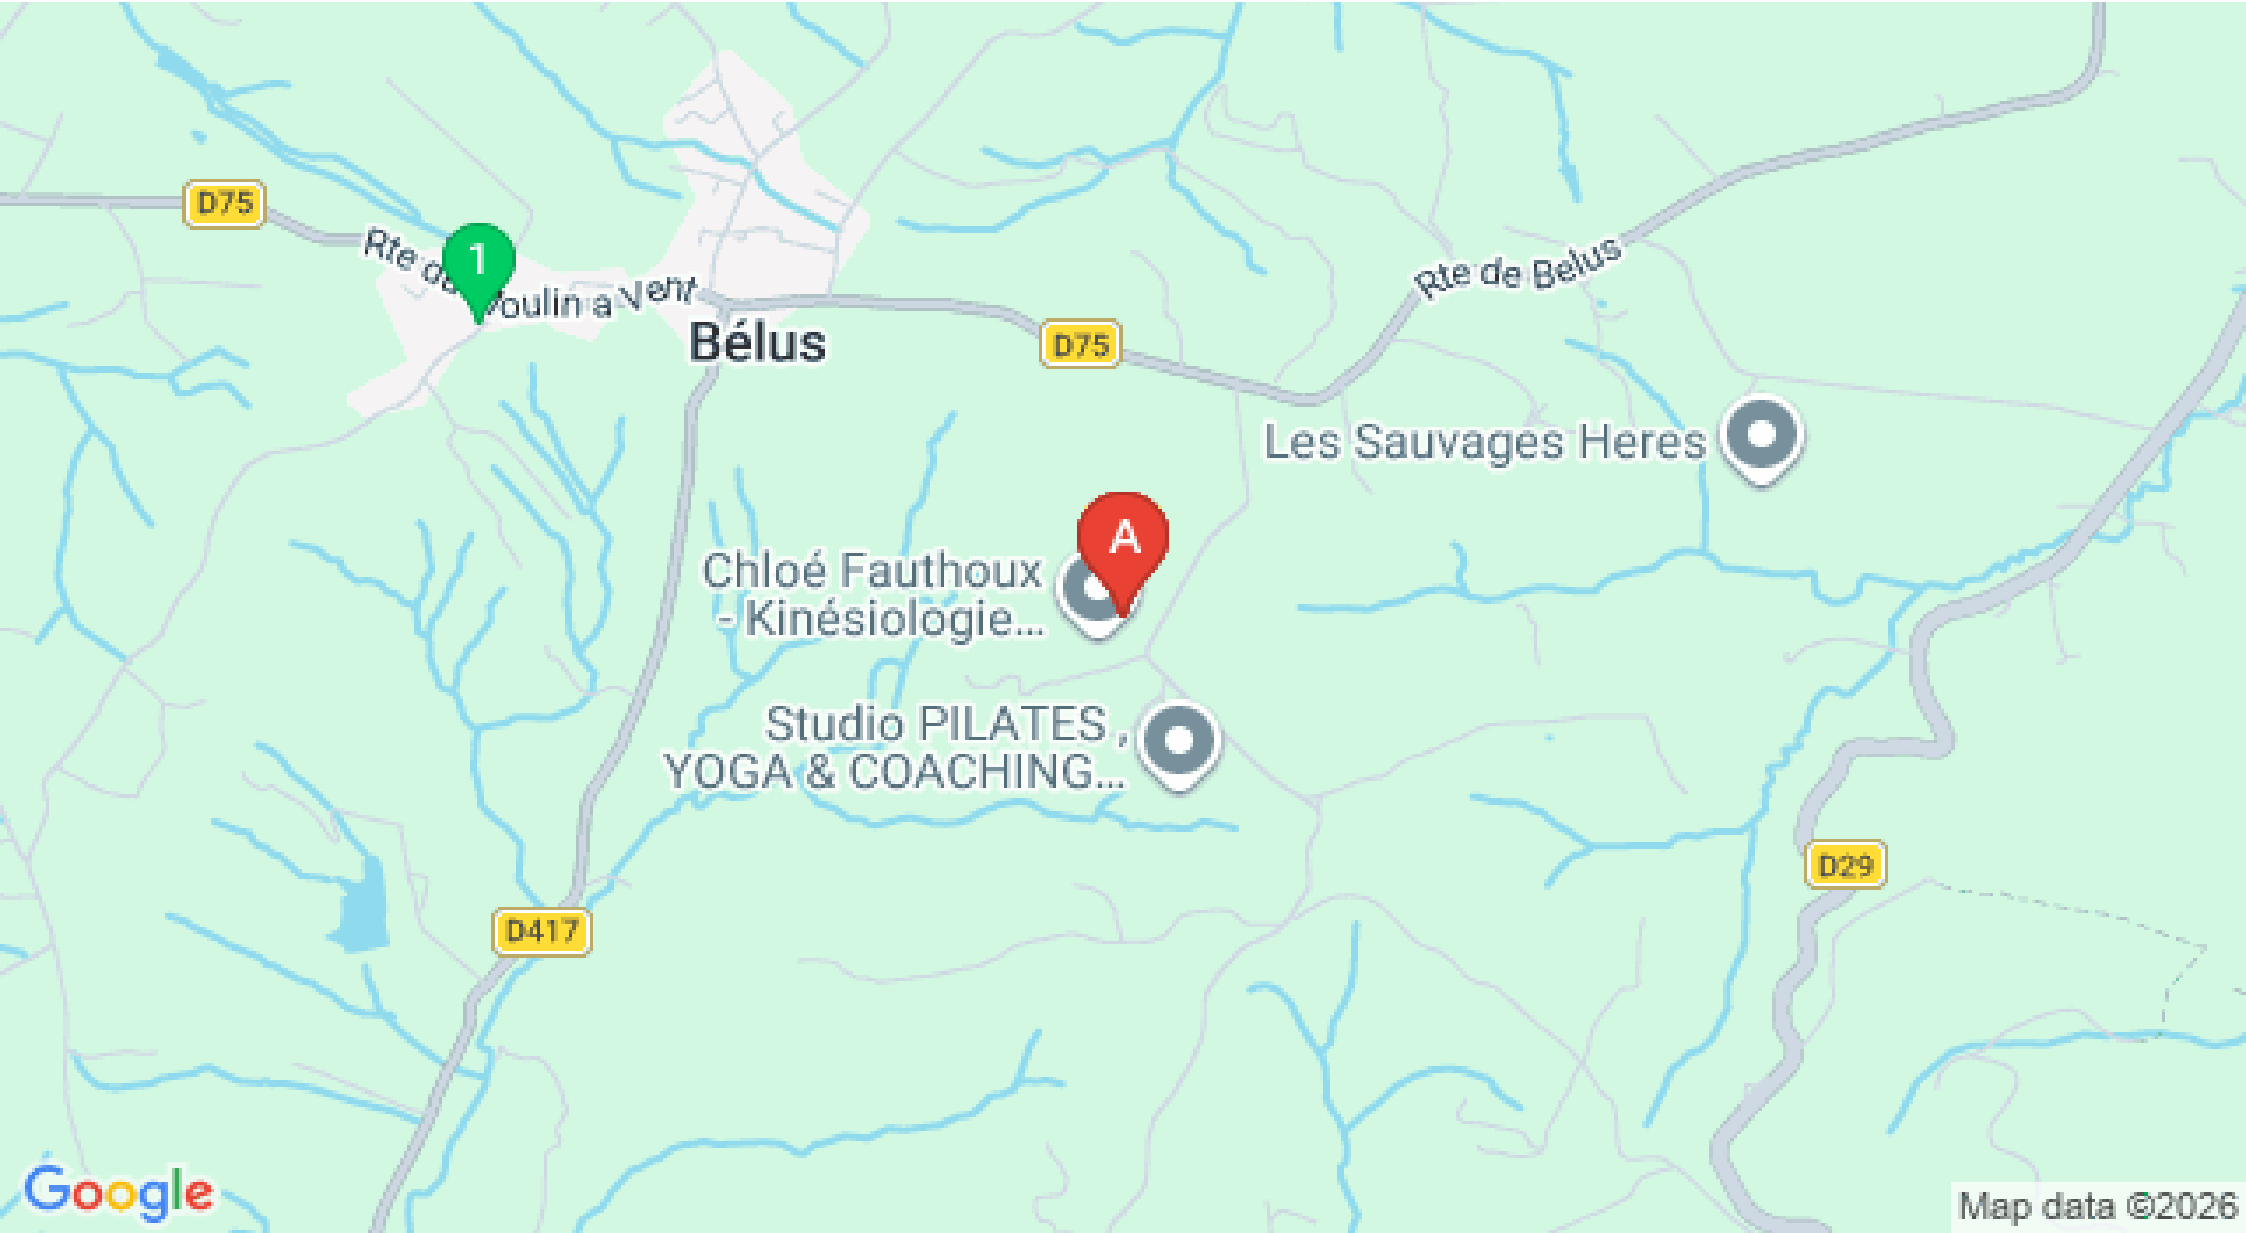 D75
1
Rte du Moulin a Vent
Bélus
D75
Rte de Belus
Les Sauvages Heres
A
Chloé Fauthoux
- Kinésiologie...
Studio PILATES ,
YOGA & COACHING...
D29
D417
Google
Map data ©2026